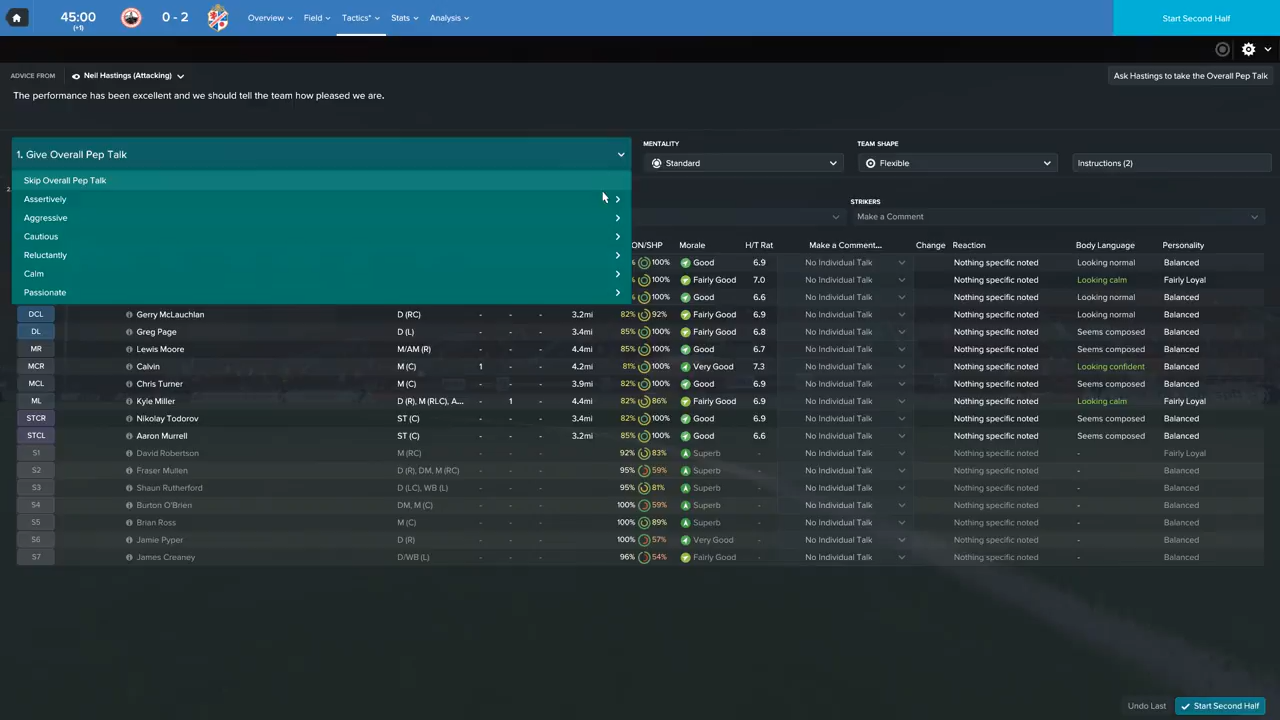 45:00
(+1)
0 - 2
Overview
Field
Tactics*
Stats
Analysis
Start Second Half
ADVICE FROM
Neil Hastings (Attacking)
Ask Hastings to take the Overall Pep Talk
The performance has been excellent and we should tell the team how pleased we are.
1. Give Overall Pep Talk
MENTALITY
TEAM SHAPE
Standard
Flexible
Instructions (2)
Skip Overall Pep Talk
Assertively
Aggressive
Cautious
Reluctantly
Calm
Passionate
STRIKERS
Make a Comment
ON/SHP Morale H/T Rat Make a Comment... Change Reaction Body Language Personality
100% Good 6.9 No Individual Talk Nothing specific noted Looking normal Balanced
100% Fairly Good 7.0 No Individual Talk Nothing specific noted Looking calm Fairly Loyal
100% Good 6.6 No Individual Talk Nothing specific noted Looking normal Balanced
DCL Gerry McLauchlan D (RC) - - - 3.2mi 82% 92% Fairly Good 6.9 No Individual Talk Nothing specific noted Looking normal Balanced
DL Greg Page D (L) - - - 3.4mi 85% 100% Fairly Good 6.8 No Individual Talk Nothing specific noted Seems composed Balanced
MR Lewis Moore M/AM (R) - - - 4.4mi 85% 100% Good 6.7 No Individual Talk Nothing specific noted Seems composed Balanced
MCR Calvin M (C) 1 - - 4.2mi 81% 100% Very Good 7.3 No Individual Talk Nothing specific noted Looking confident Balanced
MCL Chris Turner M (C) - - - 3.9mi 82% 100% Good 6.9 No Individual Talk Nothing specific noted Seems composed Balanced
ML Kyle Miller D (R), M (RLC), A... - 1 - 4.4mi 82% 86% Fairly Good 6.9 No Individual Talk Nothing specific noted Looking calm Fairly Loyal
STCR Nikolay Todorov ST (C) - - - 3.4mi 82% 100% Good 6.9 No Individual Talk Nothing specific noted Seems composed Balanced
STCL Aaron Murrell ST (C) - - - 3.2mi 85% 100% Good 6.6 No Individual Talk Nothing specific noted Seems composed Balanced
S1 David Robertson M (RC) 92% 83% Superb - No Individual Talk Nothing specific noted - Fairly Loyal
S2 Fraser Mullen D (R), DM, M (RC) 95% 59% Superb - No Individual Talk Nothing specific noted - Balanced
S3 Shaun Rutherford D (LC), WB (L) 95% 81% Superb - No Individual Talk Nothing specific noted - Balanced
S4 Burton O'Brien DM, M (C) 100% 59% Superb - No Individual Talk Nothing specific noted - Balanced
S5 Brian Ross M (C) 100% 89% Superb - No Individual Talk Nothing specific noted - Balanced
S6 Jamie Pyper D (R) 100% 57% Very Good - No Individual Talk Nothing specific noted - Balanced
S7 James Creaney D/WB (L) 96% 54% Fairly Good - No Individual Talk Nothing specific noted - Balanced
Undo Last
Start Second Half